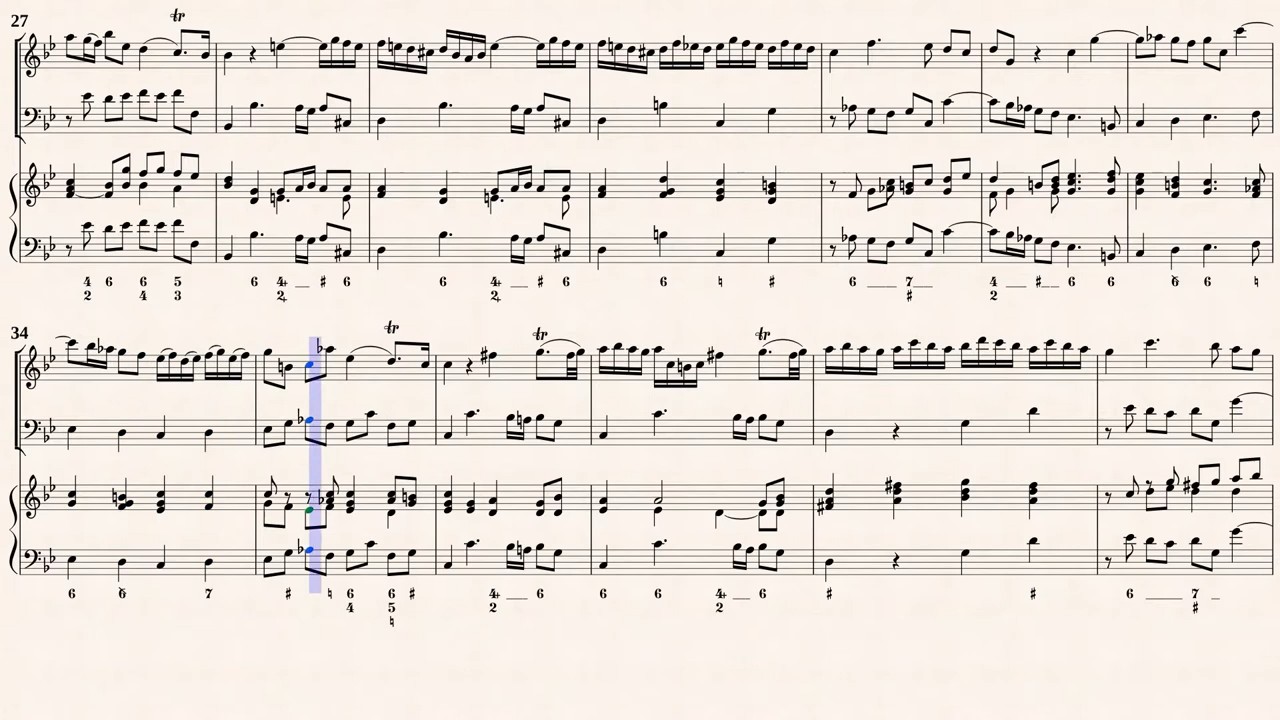 27
tr
4 6 6 5 6 4+ # 6 6 4+ # 6 6 ♮ # 6 7 4 # 6 6 6 6 ♮
2 4 3 2+ 2+ # 2
34
tr tr tr
6 6 7 # ♮ 6 6 # 4+ 6 6 6 4+ 6 # # 6 7
4 5 2 2 #
♮